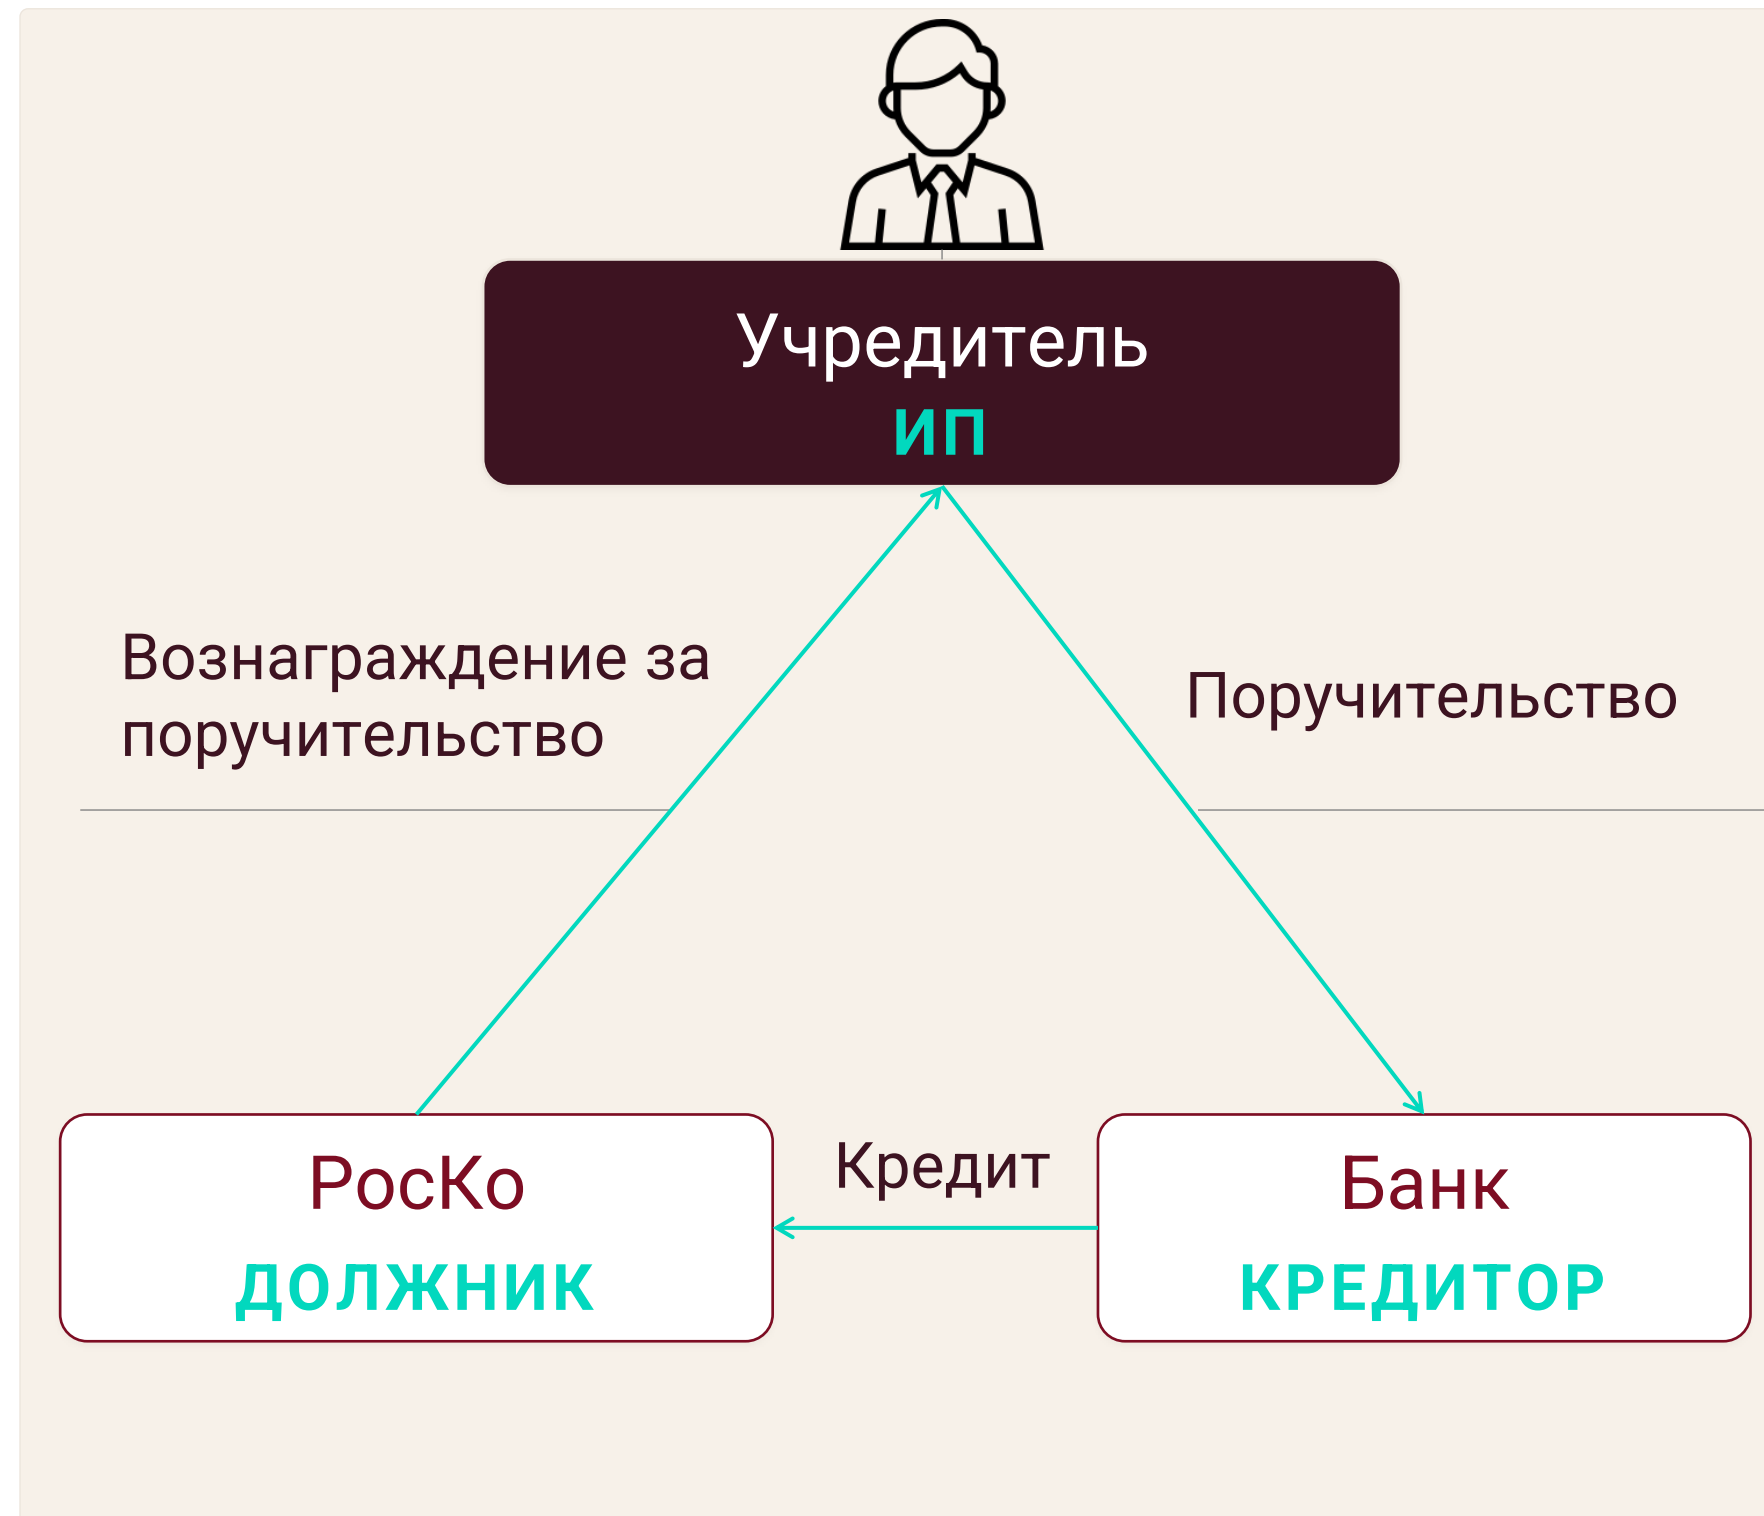 Учредитель
ИП
Вознаграждение за
поручительство
Поручительство
Кредит
РосКо
ДОЛЖНИК
Банк
КРЕДИТОР